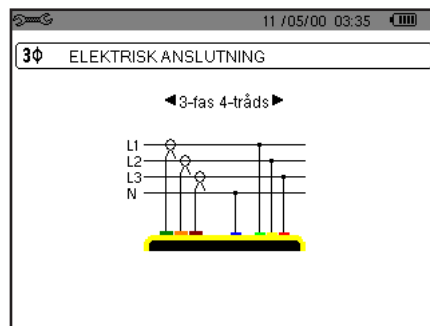 11/05/00 03:35
3Φ ELEKTRISK ANSLUTNING
◄3-fas 4-tråds►
L1
L2
L3
N